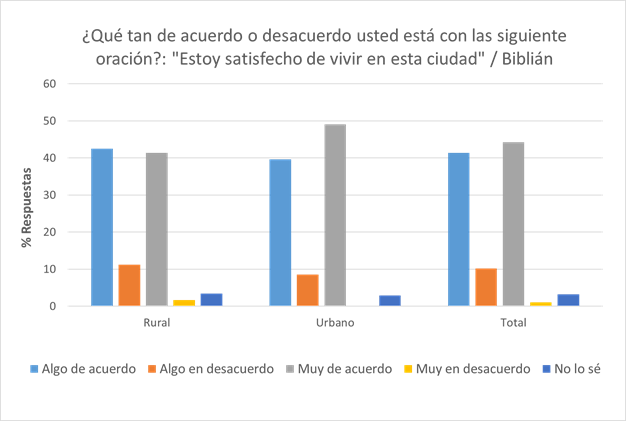 ¿Qué tan de acuerdo o desacuerdo usted está con las siguiente
oración?: "Estoy satisfecho de vivir en esta ciudad" / Biblián
60
50
40
30
20
10
0
% Respuestas
Rural Urbano Total
Algo de acuerdo Algo en desacuerdo Muy de acuerdo Muy en desacuerdo No lo sé